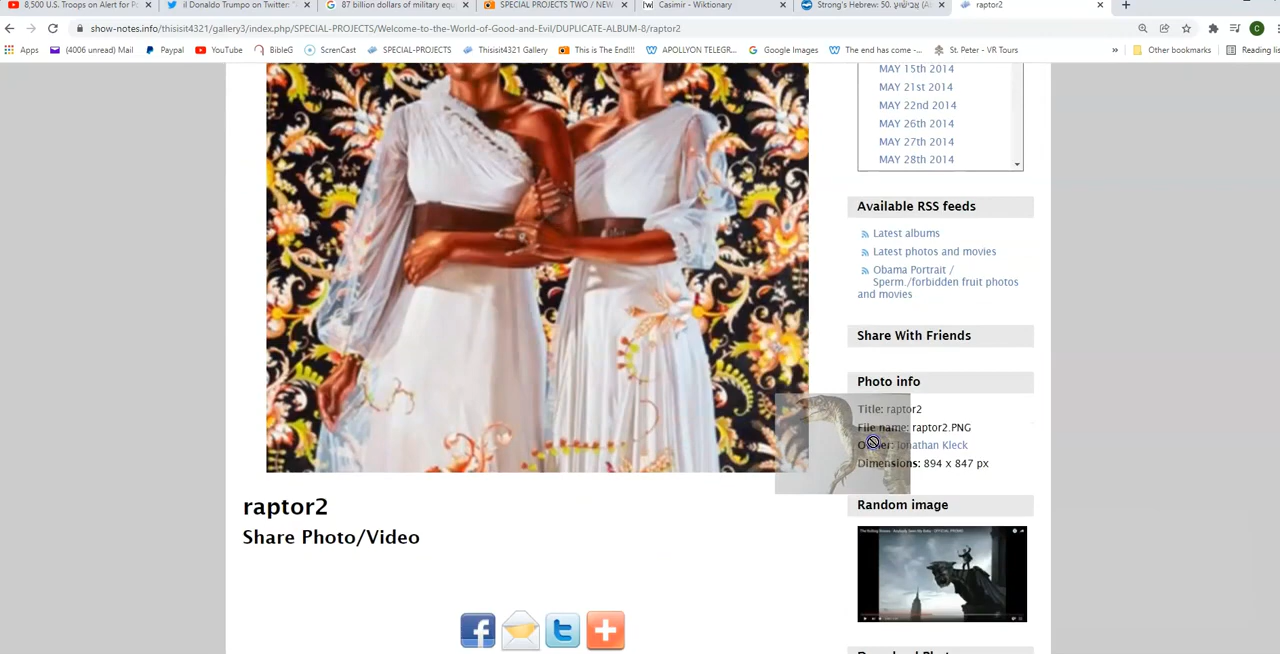 8,500 U.S. Troops on Alert for Po
il Donaldo Trumpo on Twitter: "
87 billion dollars of military equ
SPECIAL PROJECTS TWO / NEW
Casimir - Wiktionary
raptor2
show-notes.info/thisisit4321/gallery3/index.php/SPECIAL-PROJECTS/Welcome-to-the-World-of-Good-and-Evil/DUPLICATE-ALBUM-8/raptor2
Apps
(4006 unread) Mail
Paypal
YouTube
BibleG
ScrenCast
SPECIAL-PROJECTS
Thisisit4321 Gallery
This is The End!!!
APOLLYON TELEGR...
Google Images
The end has come -...
St. Peter - VR Tours
»
Other bookmarks
Reading lis
MAY 15th 2014
MAY 21st 2014
MAY 22nd 2014
MAY 26th 2014
MAY 27th 2014
MAY 28th 2014
Available RSS feeds
Latest albums
Latest photos and movies
Obama Portrait /
Sperm./forbidden fruit photos
and movies
Share With Friends
Photo info
Title: raptor2
File name: raptor2.PNG
Owner: Jonathan Kleck
Dimensions: 894 x 847 px
Random image
raptor2
Share Photo/Video